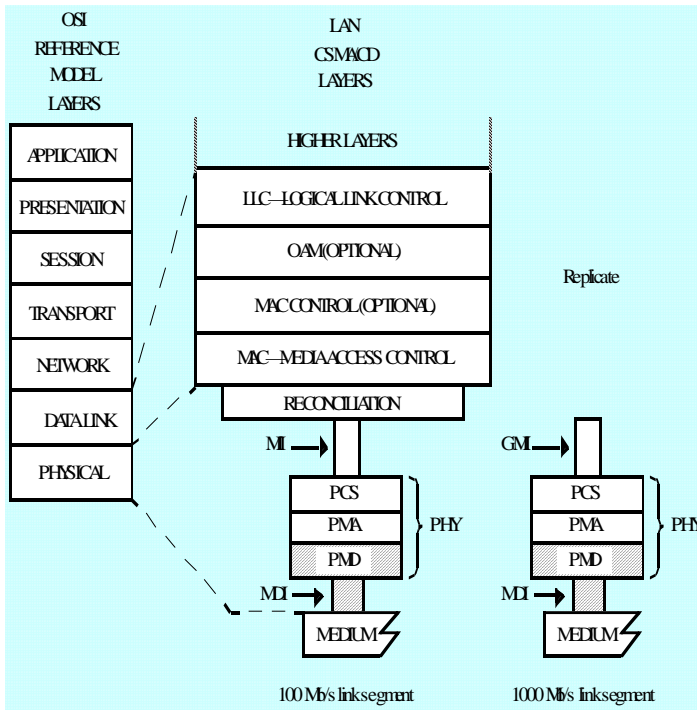 OSI
REFERENCE
MODEL
LAYERS
APPLICATION
PRESENTATION
SESSION
TRANSPORT
NETWORK
DATA LINK
PHYSICAL
LAN
CSMA/CD
LAYERS
HIGHER LAYERS
LLC—LOGICAL LINK CONTROL
OAM (OPTIONAL)
MAC CONTROL (OPTIONAL)
MAC—MEDIA ACCESS CONTROL
RECONCILIATION
MII
PCS
PMA
PMD
PHY
MDI
MEDIUM
100 Mb/s link segment
Replicate
GMII
PCS
PMA
PMD
PHY
MDI
MEDIUM
1000 Mb/s link segment